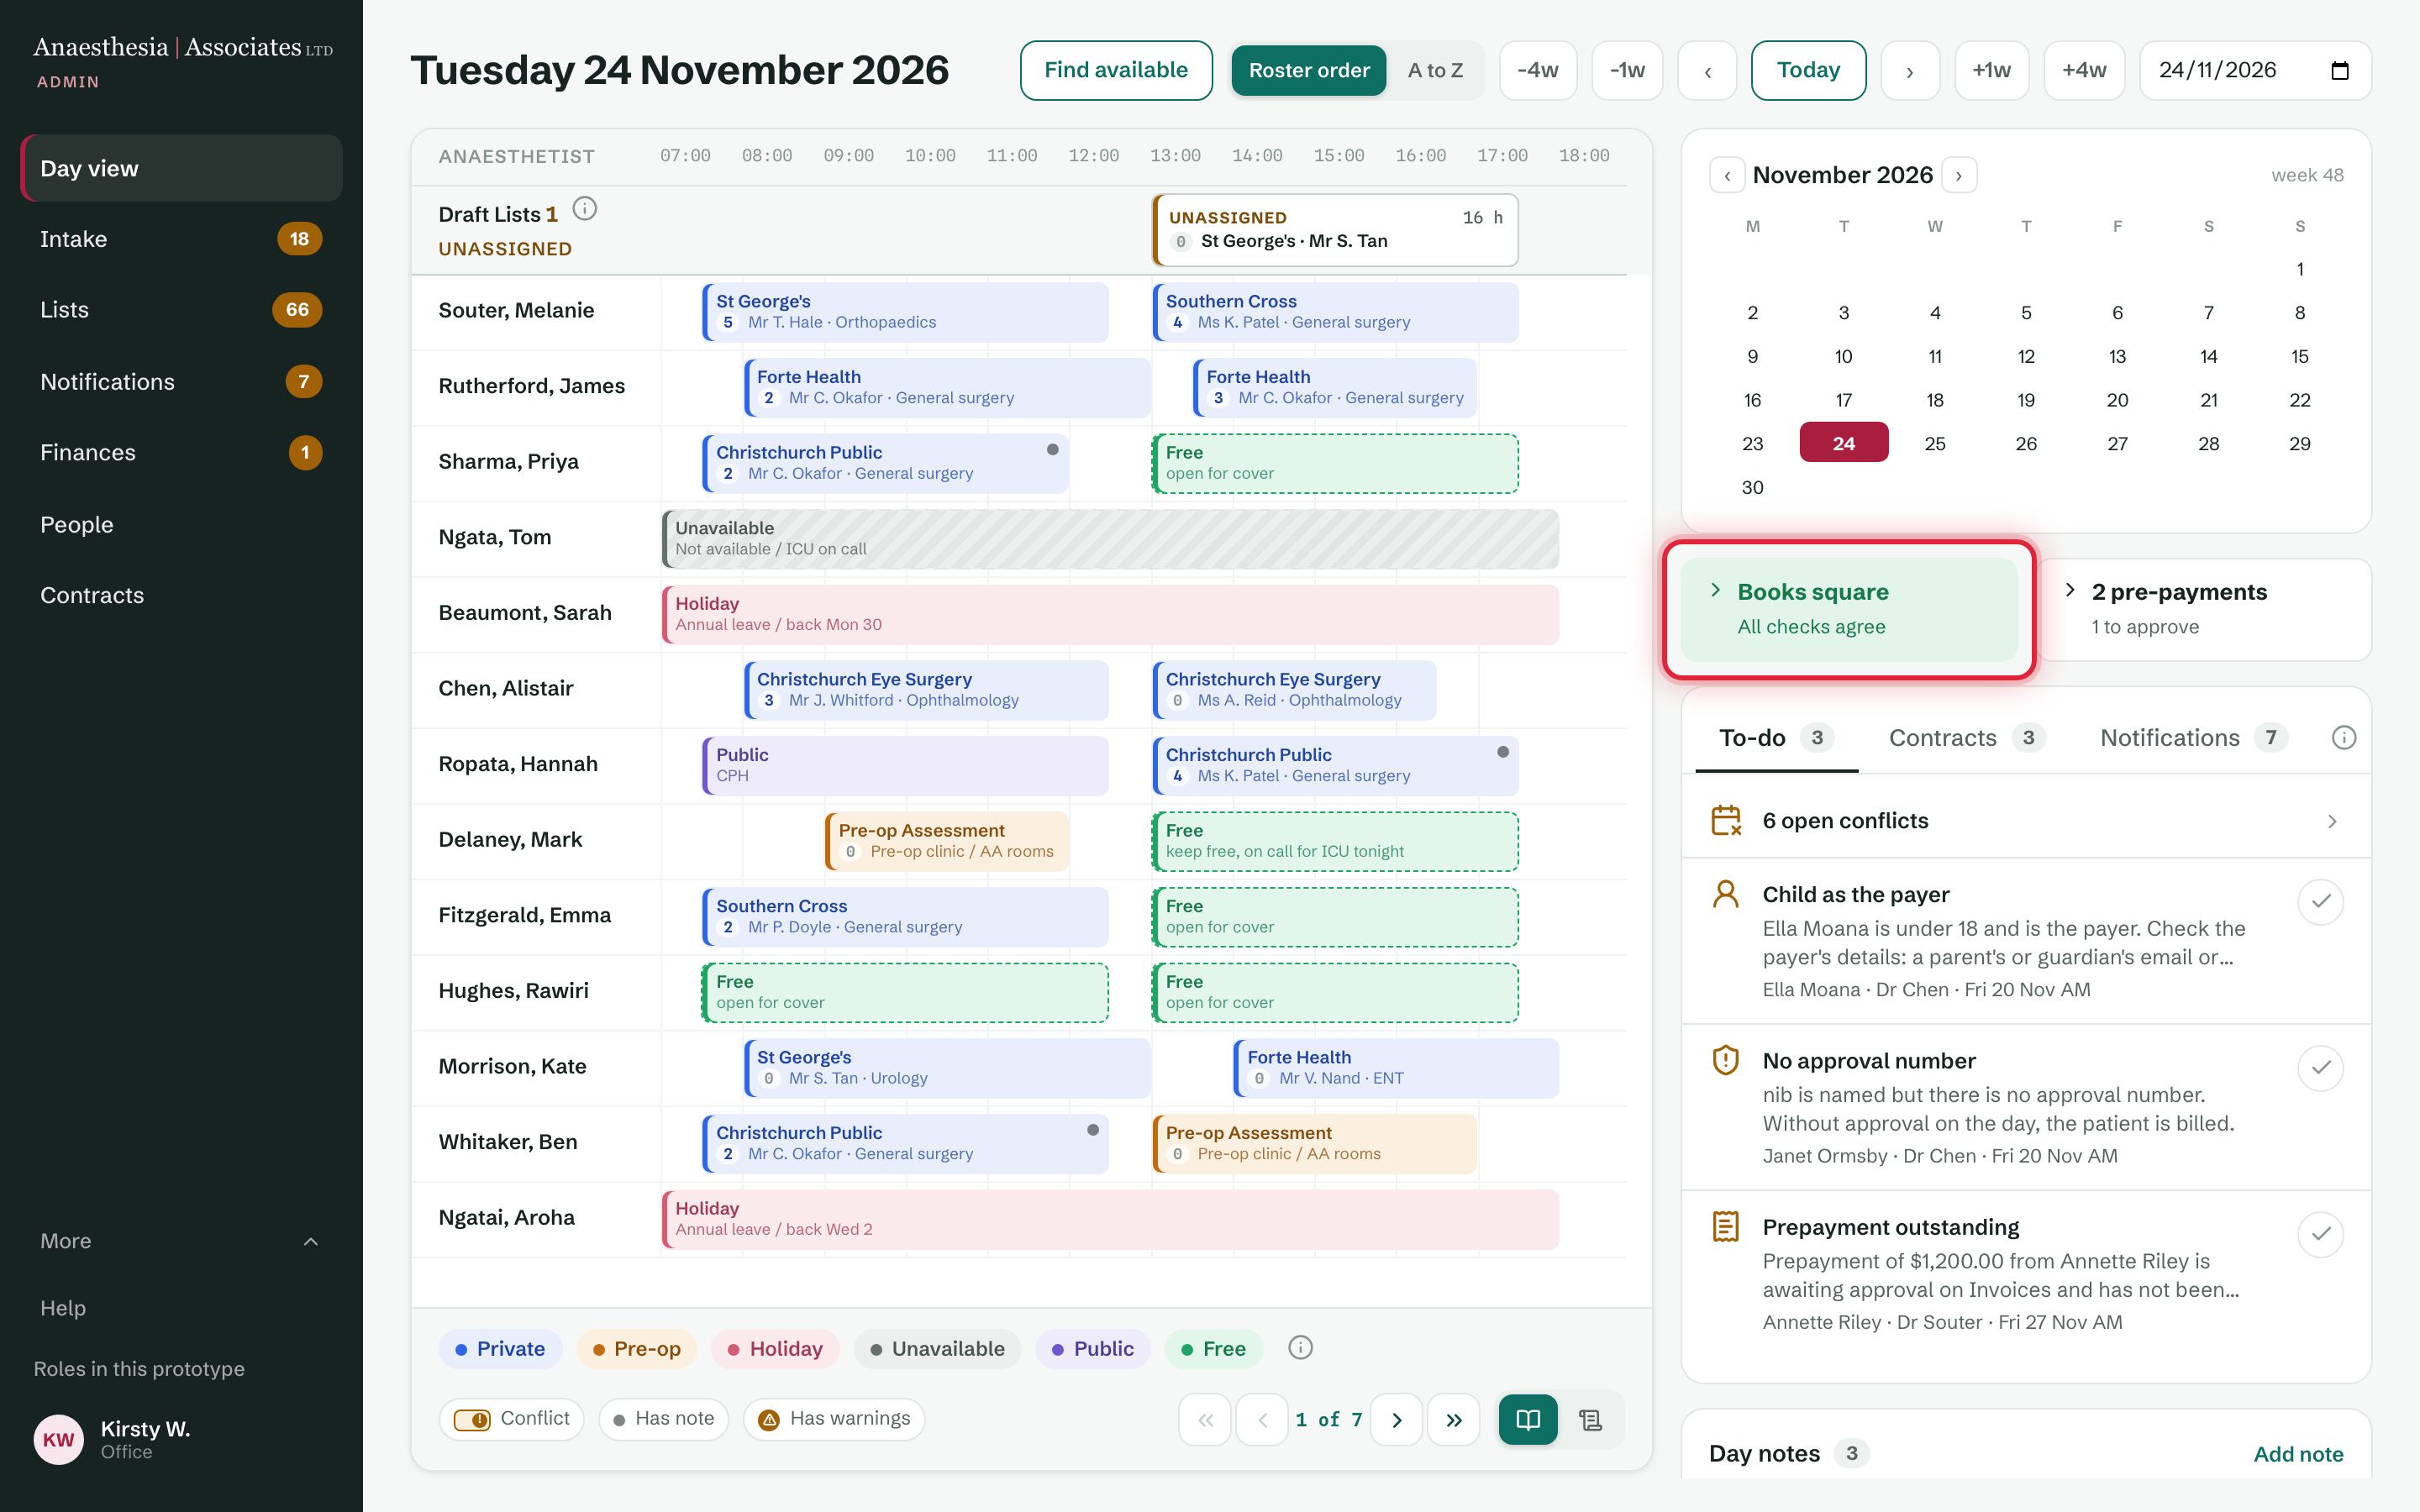 Anaesthesia | Associates LTD
ADMIN
Day view
Intake 18
Lists 66
Notifications 7
Finances 1
People
Contracts
More
Help
Roles in this prototype
KW
Kirsty W.
Office
Tuesday 24 November 2026
Find available
Roster order
A to Z
-4w
-1w
‹
Today
›
+1w
+4w
24/11/2026
ANAESTHETIST 07:00 08:00 09:00 10:00 11:00 12:00 13:00 14:00 15:00 16:00 17:00 18:00
Draft Lists 1
UNASSIGNED
UNASSIGNED 16 h
0 St George's · Mr S. Tan
Souter, Melanie
St George's
5 Mr T. Hale · Orthopaedics
Southern Cross
4 Ms K. Patel · General surgery
Rutherford, James
Forte Health
2 Mr C. Okafor · General surgery
Forte Health
3 Mr C. Okafor · General surgery
Sharma, Priya
Christchurch Public
2 Mr C. Okafor · General surgery
Free
open for cover
Ngata, Tom
Unavailable
Not available / ICU on call
Beaumont, Sarah
Holiday
Annual leave / back Mon 30
Chen, Alistair
Christchurch Eye Surgery
3 Mr J. Whitford · Ophthalmology
Christchurch Eye Surgery
0 Ms A. Reid · Ophthalmology
Ropata, Hannah
Public
CPH
Christchurch Public
4 Ms K. Patel · General surgery
Delaney, Mark
Pre-op Assessment
0 Pre-op clinic / AA rooms
Free
keep free, on call for ICU tonight
Fitzgerald, Emma
Southern Cross
2 Mr P. Doyle · General surgery
Free
open for cover
Hughes, Rawiri
Free
open for cover
Free
open for cover
Morrison, Kate
St George's
0 Mr S. Tan · Urology
Forte Health
0 Mr V. Nand · ENT
Whitaker, Ben
Christchurch Public
2 Mr C. Okafor · General surgery
Pre-op Assessment
0 Pre-op clinic / AA rooms
Ngatai, Aroha
Holiday
Annual leave / back Wed 2
Private
Pre-op
Holiday
Unavailable
Public
Free
Conflict
Has note
Has warnings
« ‹ 1 of 7 › »
‹ November 2026 › week 48
M T W T F S S
1
2 3 4 5 6 7 8
9 10 11 12 13 14 15
16 17 18 19 20 21 22
23 24 25 26 27 28 29
30
Books square
All checks agree
2 pre-payments
1 to approve
To-do 3
Contracts 3
Notifications 7
6 open conflicts
Child as the payer
Ella Moana is under 18 and is the payer. Check the
payer's details: a parent's or guardian's email or...
Ella Moana · Dr Chen · Fri 20 Nov AM
No approval number
nib is named but there is no approval number.
Without approval on the day, the patient is billed.
Janet Ormsby · Dr Chen · Fri 20 Nov AM
Prepayment outstanding
Prepayment of $1,200.00 from Annette Riley is
awaiting approval on Invoices and has not been...
Annette Riley · Dr Souter · Fri 27 Nov AM
Day notes 3
Add note